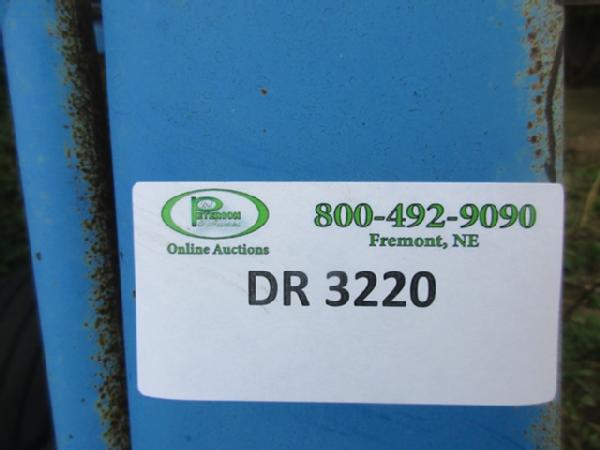 Online Auctions
800-492-9090
Fremont, NE
DR 3220